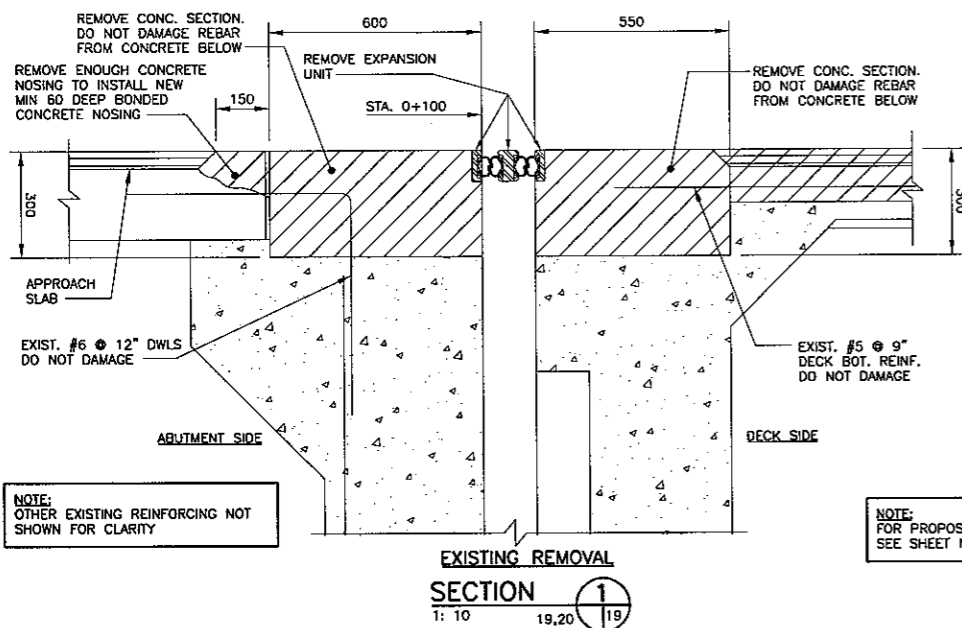 REMOVE CONC. SECTION.
DO NOT DAMAGE REBAR
FROM CONCRETE BELOW
600
550
REMOVE ENOUGH CONCRETE
NOSING TO INSTALL NEW
MIN 60 DEEP BONDED
CONCRETE NOSING
150
REMOVE EXPANSION
UNIT
STA. 0+100
REMOVE CONC. SECTION.
DO NOT DAMAGE REBAR
FROM CONCRETE BELOW
300
APPROACH
SLAB
EXIST. #6 @ 12" DWLS
DO NOT DAMAGE
EXIST. #5 @ 9"
DECK BOT. REINF.
DO NOT DAMAGE
ABUTMENT SIDE
DECK SIDE
NOTE:
OTHER EXISTING REINFORCING NOT
SHOWN FOR CLARITY
NOTE:
FOR PROPOS
SEE SHEET
EXISTING REMOVAL
SECTION
1
1: 10
19,20
19